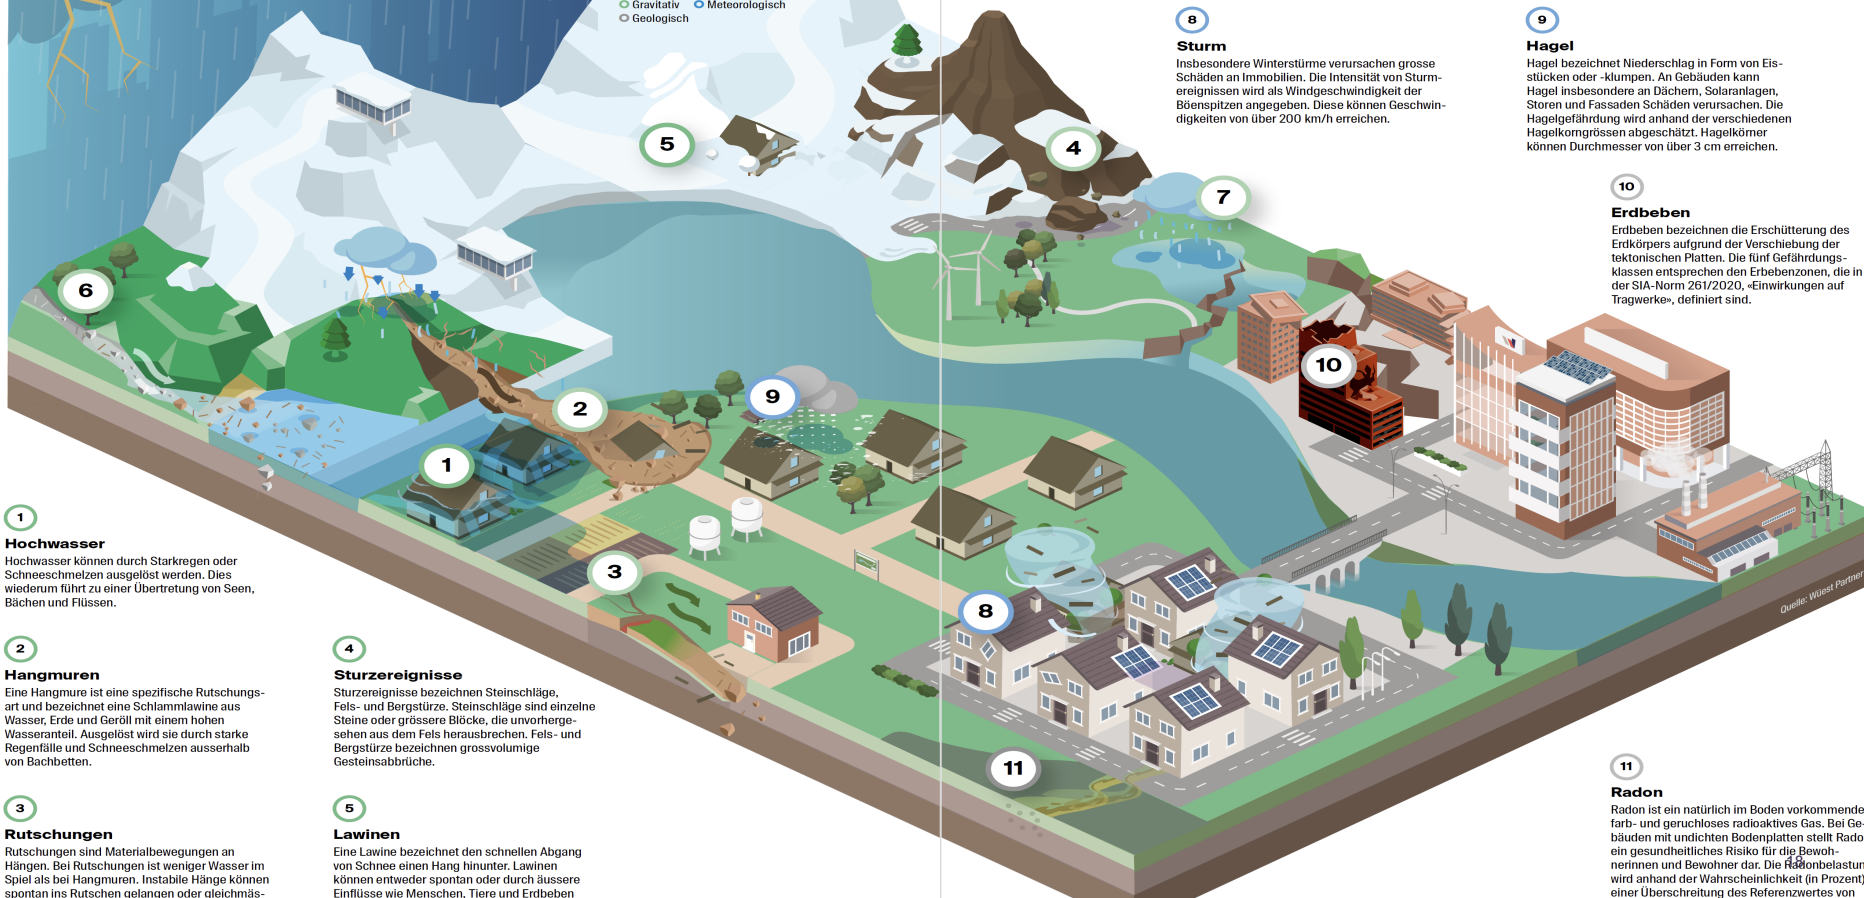 Gravitativ
Meteorologisch
Geologisch
8
Sturm
Insbesondere Winterstürme verursachen grosse
Schäden an Immobilien. Die Intensität von Sturm-
ereignissen wird als Windgeschwindigkeit der
Böenspitzen angegeben. Diese können Geschwin-
digkeiten von über 200 km/h erreichen.
9
Hagel
Hagel bezeichnet Niederschlag in Form von Eis-
stücken oder -klumpen. An Gebäuden kann
Hagel insbesondere an Dächern, Solaranlagen,
Storen und Fassaden Schäden verursachen. Die
Hagelgefährdung wird anhand der verschiedenen
Hagelkorngrössen abgeschätzt. Hagelkörner
können Durchmesser von über 3 cm erreichen.
10
Erdbeben
Erdbeben bezeichnen die Erschütterung des
Erdkörpers aufgrund der Verschiebung der
tektonischen Platten. Die fünf Gefährdungs-
klassen entsprechen den Erbebenzonen, die in
der SIA-Norm 261/2020, «Einwirkungen auf
Tragwerke», definiert sind.
5
4
7
6
10
9
2
1
3
8
11
Quelle: Wüest Partner
1
Hochwasser
Hochwasser können durch Starkregen oder
Schneeschmelzen ausgelöst werden. Dies
wiederum führt zu einer Übertretung von Seen,
Bächen und Flüssen.
2
Hangmuren
Eine Hangmure ist eine spezifische Rutschungs-
art und bezeichnet eine Schlammlawine aus
Wasser, Erde und Geröll mit einem hohen
Wasseranteil. Ausgelöst wird sie durch starke
Regenfälle und Schneeschmelzen ausserhalb
von Bachbetten.
3
Rutschungen
Rutschungen sind Materialbewegungen an
Hängen. Bei Rutschungen ist weniger Wasser im
Spiel als bei Hangmuren. Instabile Hänge können
spontan ins Rutschen gelangen oder gleichmäs-
4
Sturzereignisse
Sturzereignisse bezeichnen Steinschläge,
Fels- und Bergstürze. Steinschläge sind einzelne
Steine oder grössere Blöcke, die unvorherge-
sehen aus dem Fels herausbrechen. Fels- und
Bergstürze bezeichnen grossvolumige
Gesteinsabbrüche.
5
Lawinen
Eine Lawine bezeichnet den schnellen Abgang
von Schnee einen Hang hinunter. Lawinen
können entweder spontan oder durch äussere
Einflüsse wie Menschen, Tiere und Erdbeben
11
Radon
Radon ist ein natürlich im Boden vorkommende
farb- und geruchloses radioaktives Gas. Bei Ge-
bäuden mit undichten Bodenplatten stellt Rado
ein gesundheitliches Risiko für die Bewoh-
nerinnen und Bewohner dar. Die Radonbelastun
wird anhand der Wahrscheinlichkeit (in Prozent)
einer Überschreitung des Referenzwertes von
18